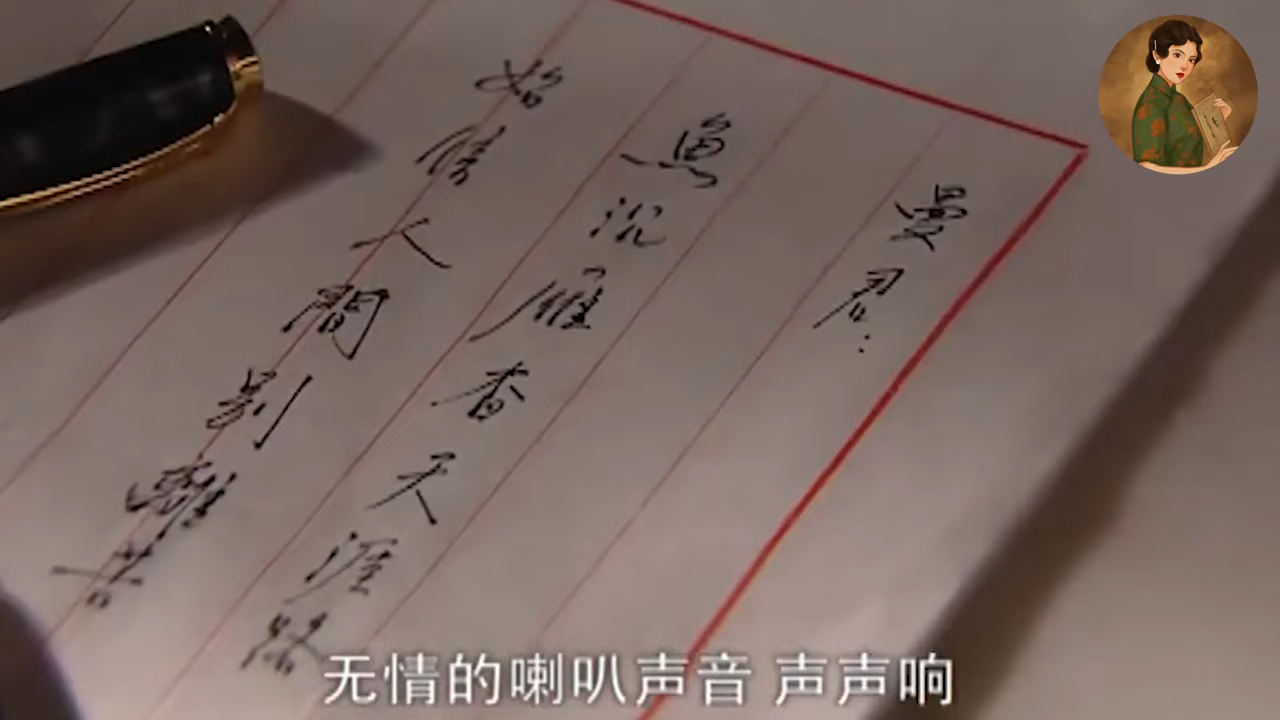 曼君：
魚沉雁杳天涯路
始信人間別離苦
无情的喇叭声音 声声响